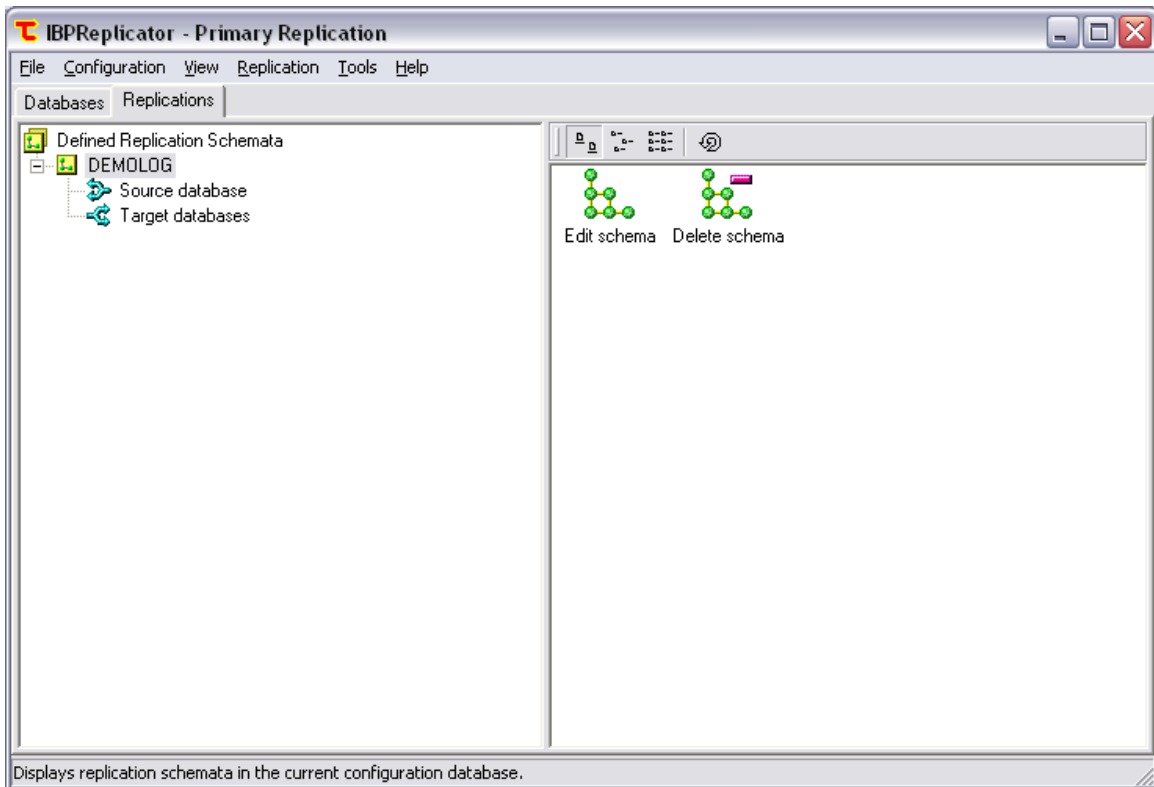 IBPReplicator - Primary Replication
File Configuration View Replication Tools Help
Databases Replications
Defined Replication Schemata
DEMOLOG
Source database
Target databases
Edit schema Delete schema
Displays replication schemata in the current configuration database.